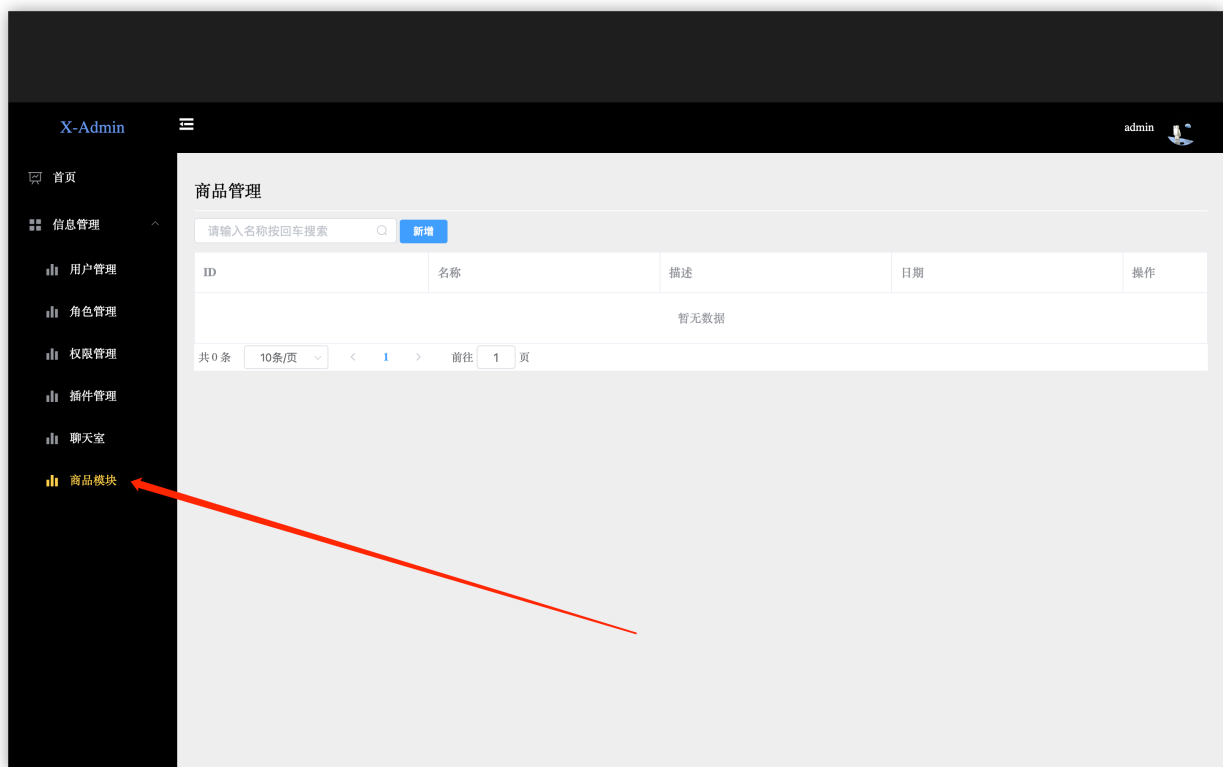 X-Admin
admin
首页
信息管理
用户管理
角色管理
权限管理
插件管理
聊天室
商品模块
商品管理
请输入名称按回车搜索 新增
ID 名称 描述 日期 操作
暂无数据
共 0 条 10条/页 1 前往 1 页